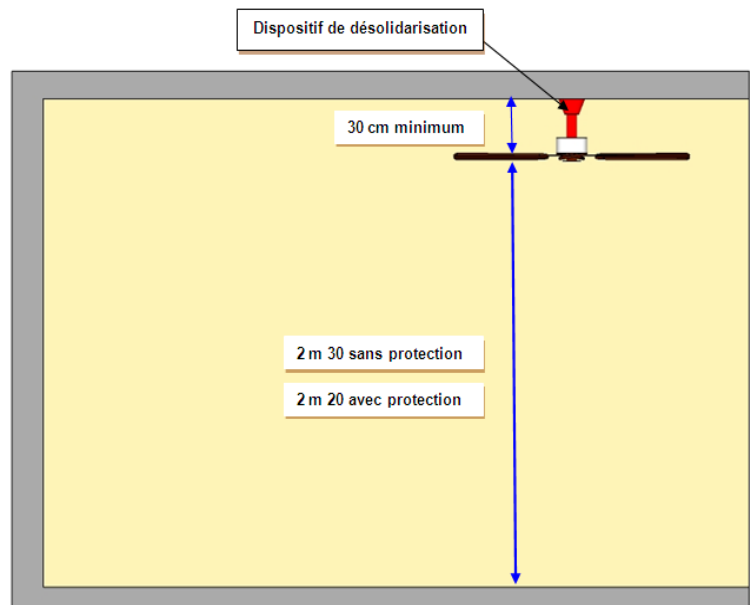 Dispositif de désolidarisation
30 cm minimum
2 m 30 sans protection
2 m 20 avec protection